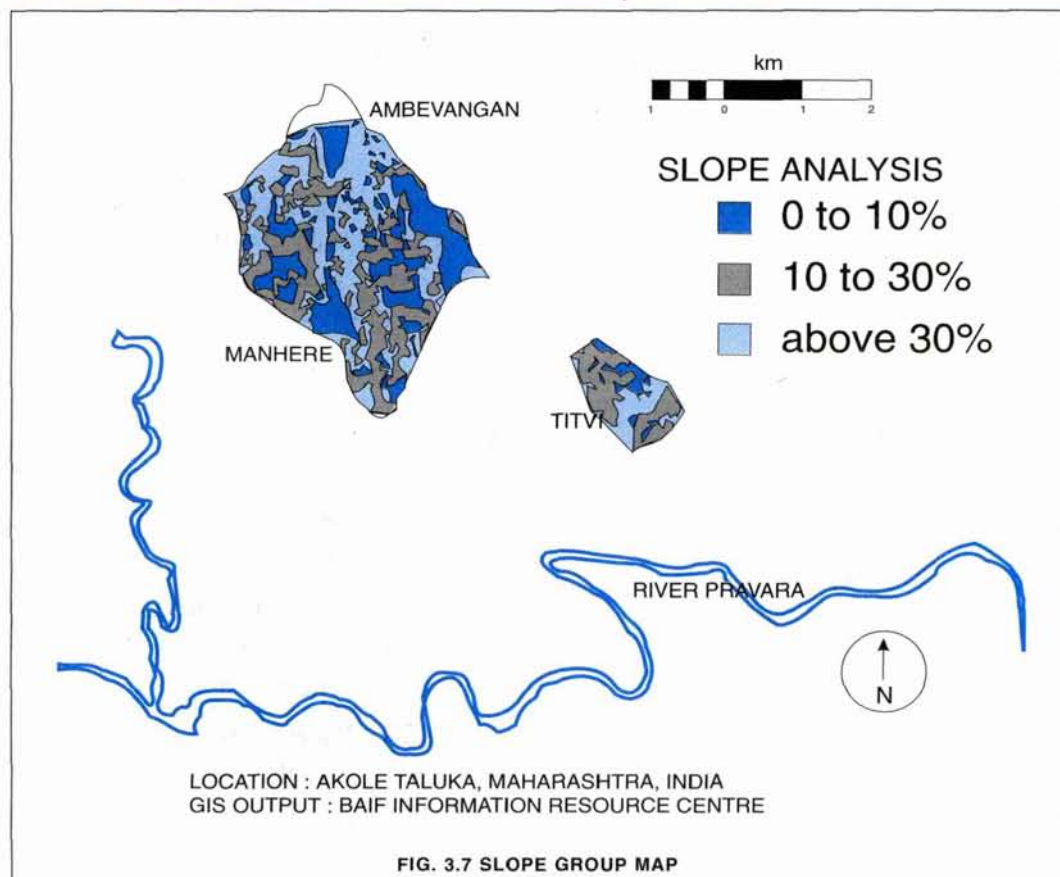 km
1 0 1 2
AMBEVANGAN
SLOPE ANALYSIS
0 to 10%
10 to 30%
above 30%
MANHERE
TITVI
RIVER PRAVARA
N
LOCATION : AKOLE TALUKA, MAHARASHTRA, INDIA
GIS OUTPUT : BAIF INFORMATION RESOURCE CENTRE
FIG. 3.7 SLOPE GROUP MAP